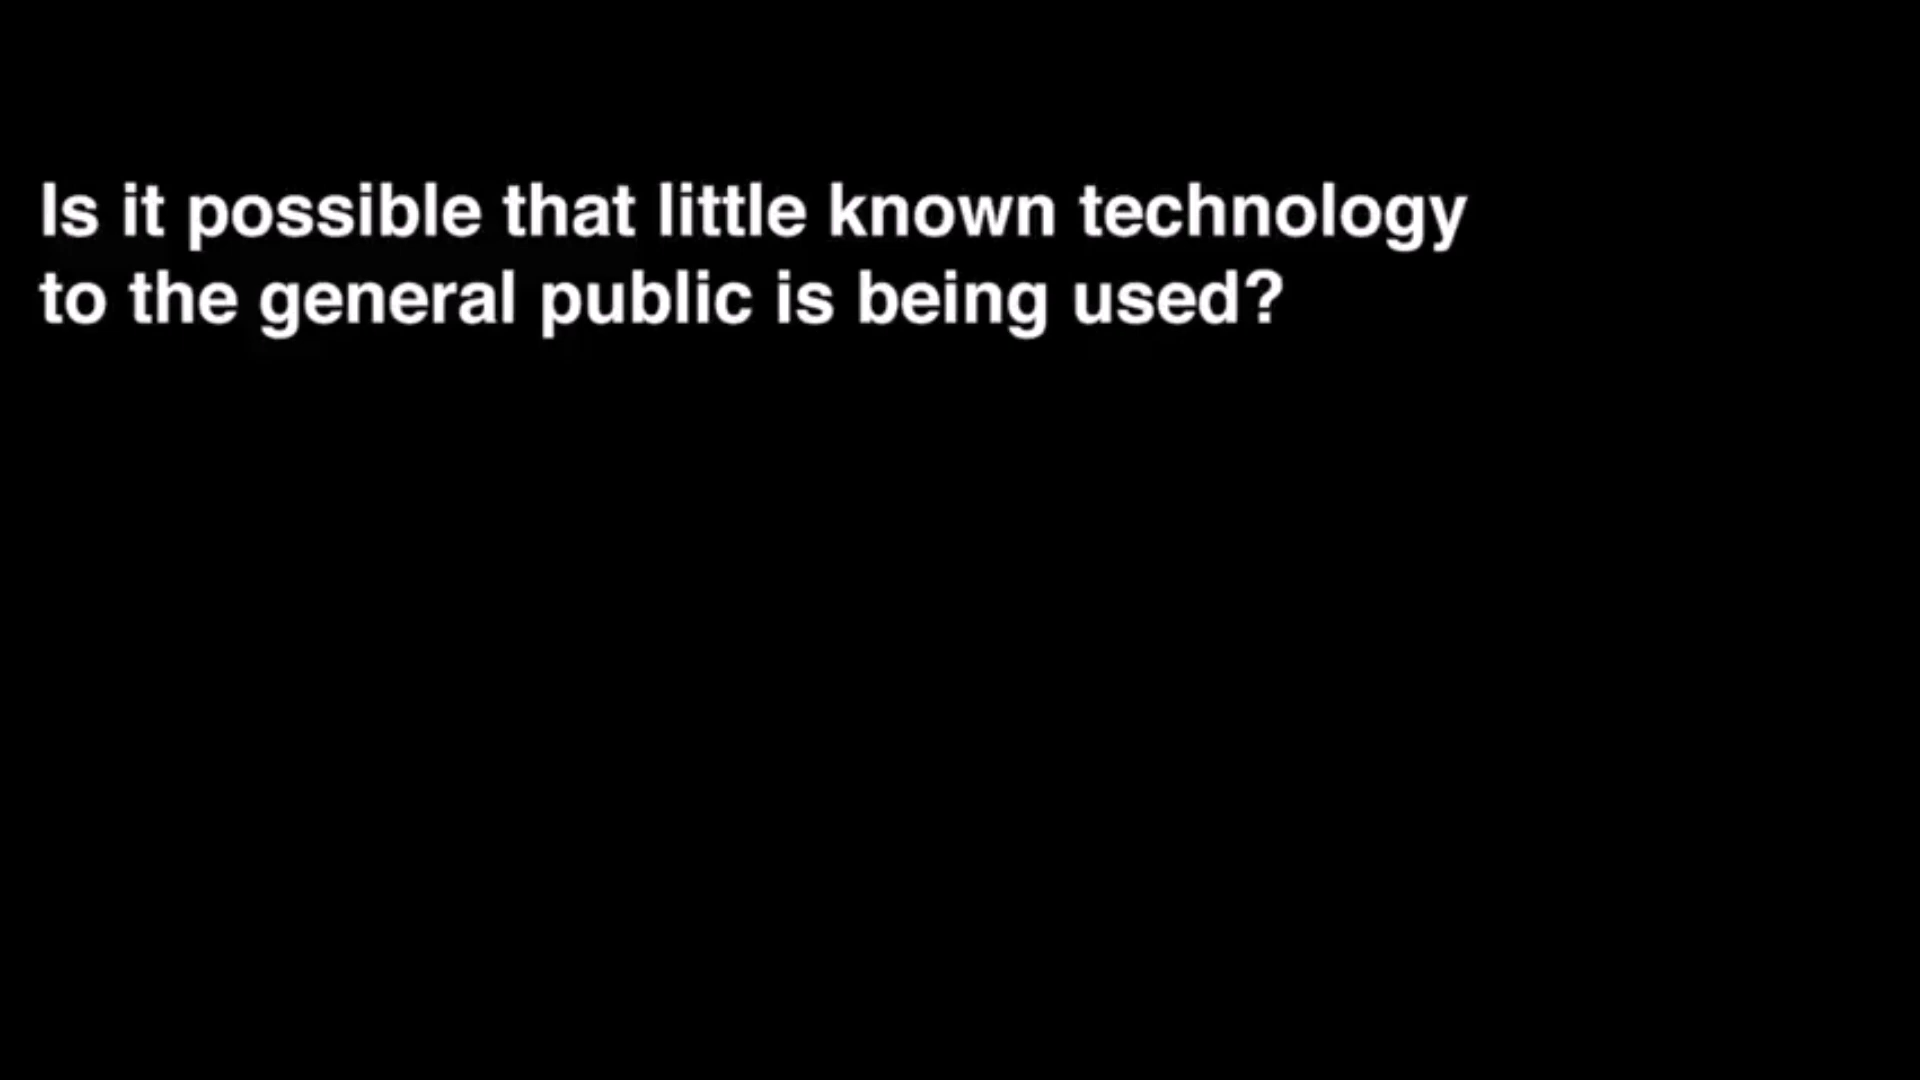 Is it possible that little known technology
to the general public is being used?